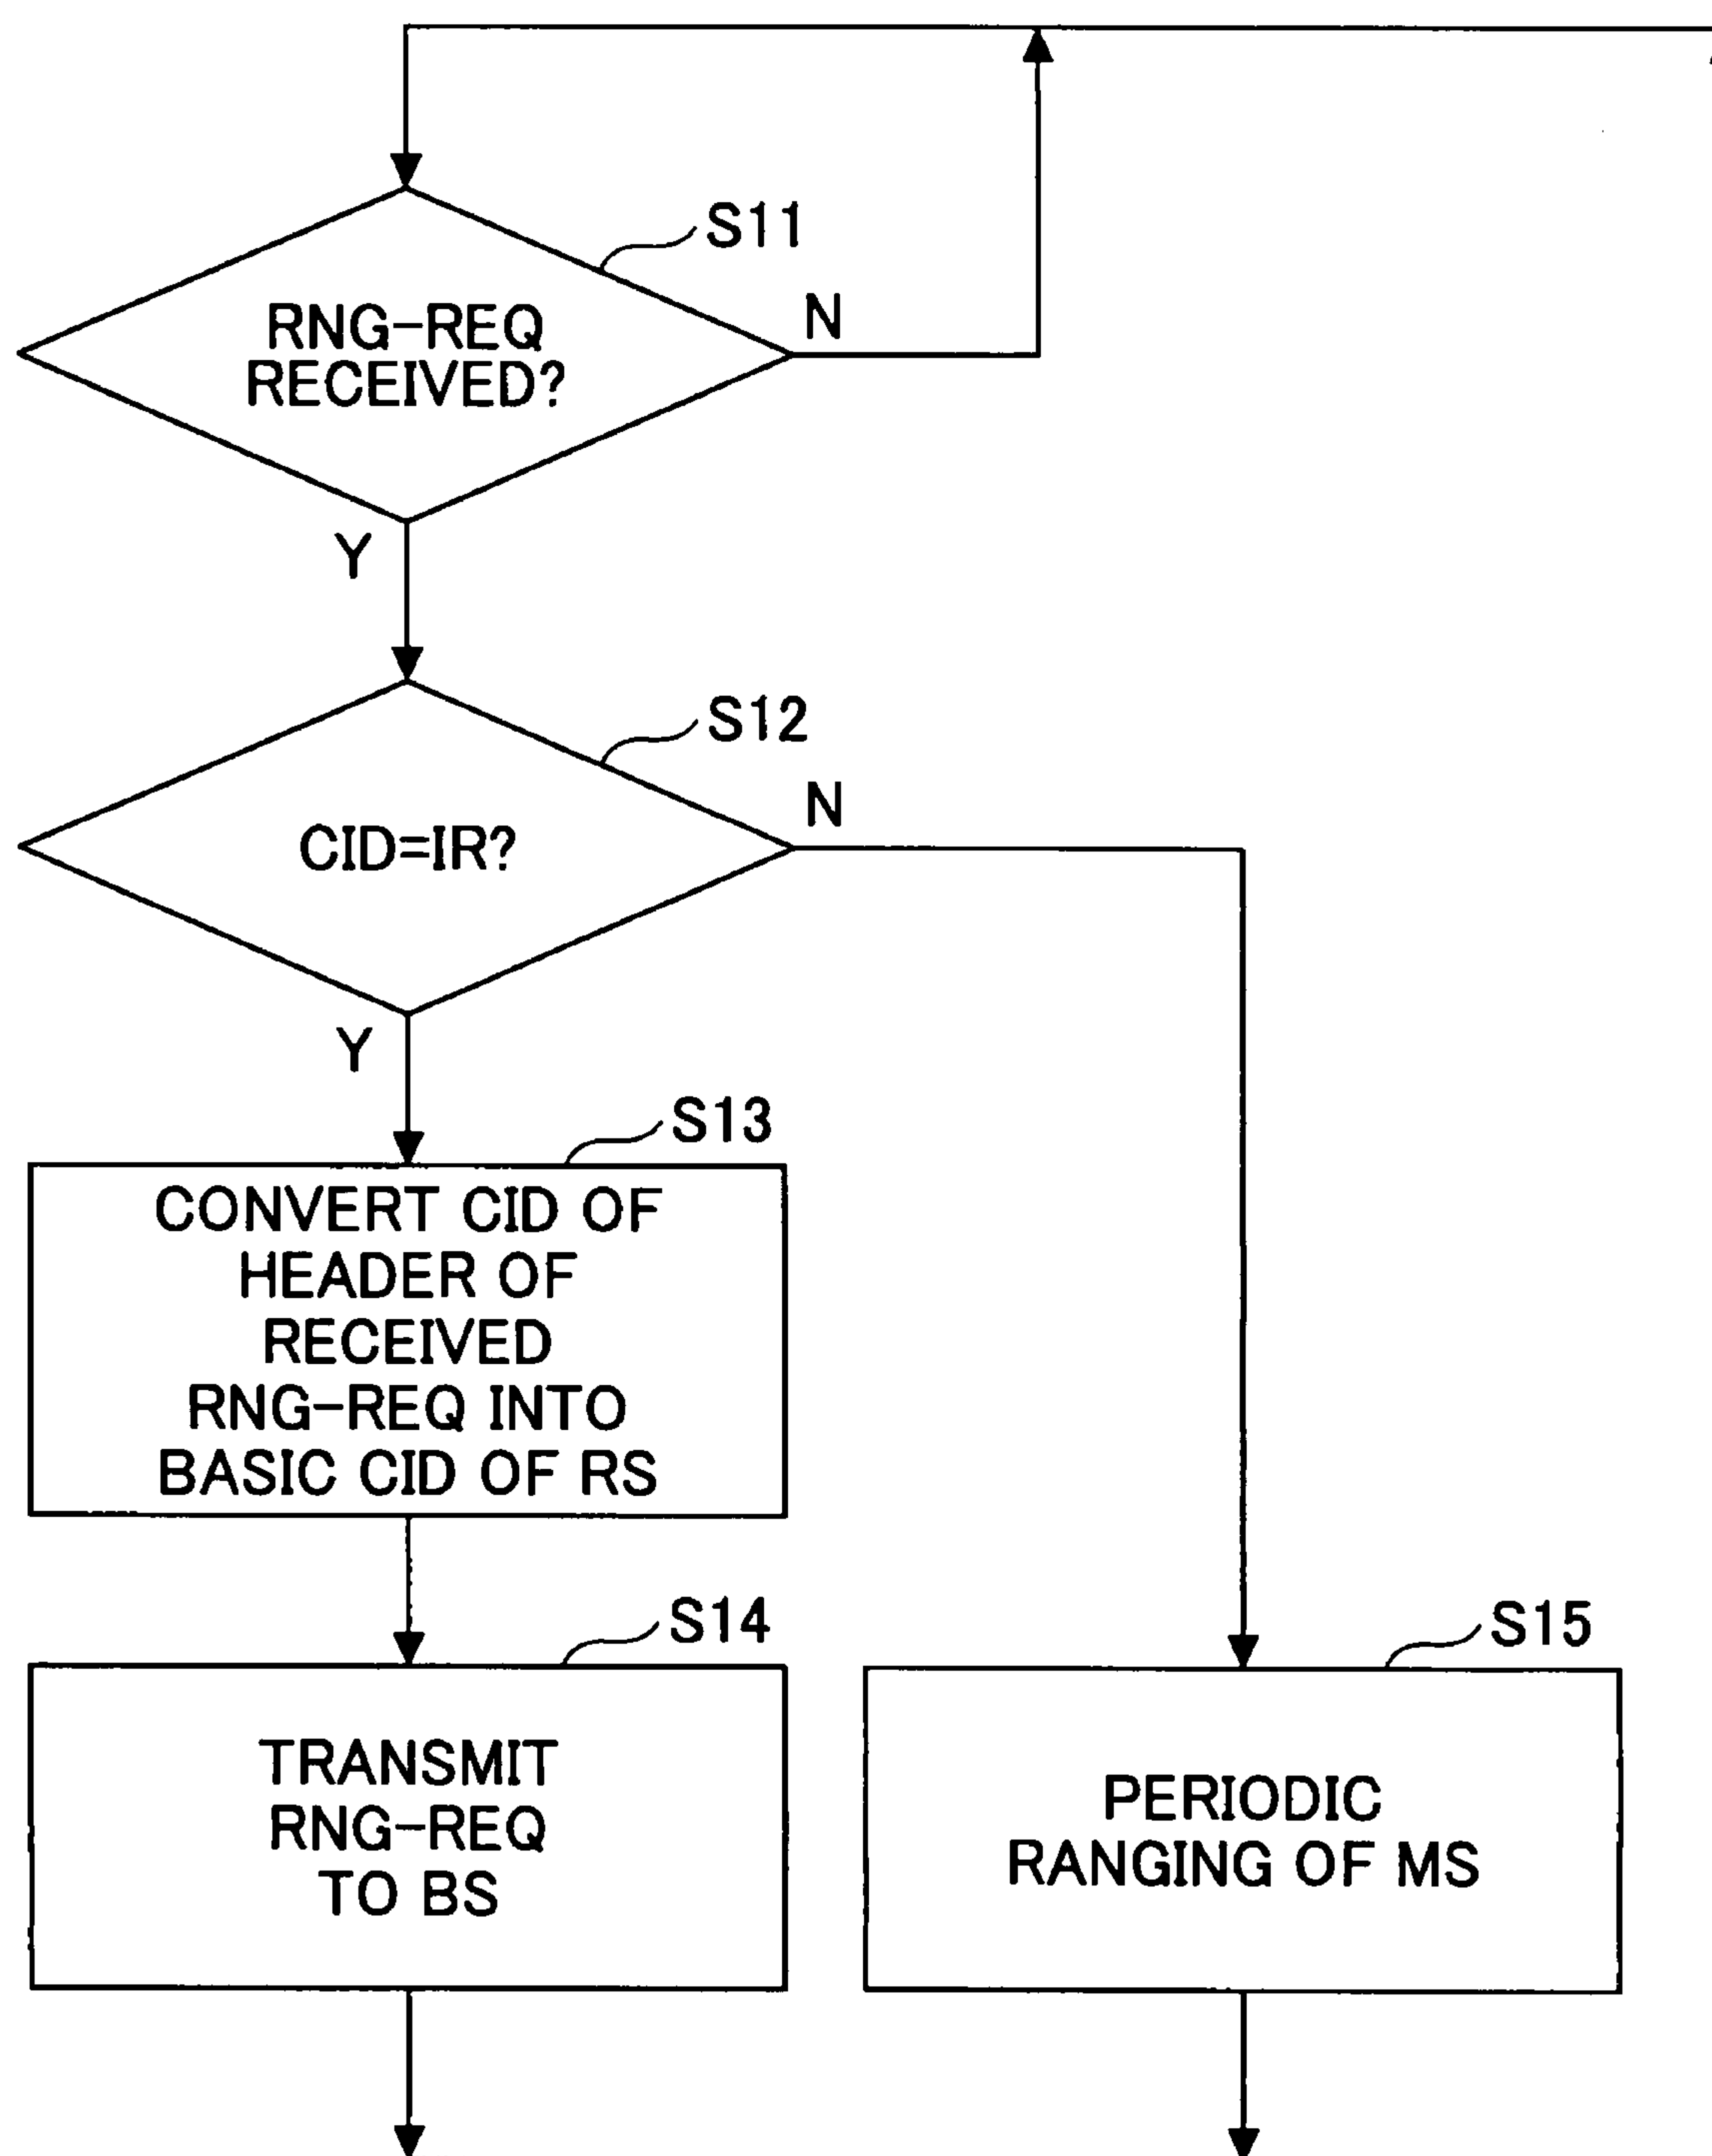 S11
RNG-REQ
RECEIVED?
N
Y
S12
CID=IR?
N
Y
S13
CONVERT CID OF
HEADER OF
RECEIVED
RNG-REQ INTO
BASIC CID OF RS
S14
TRANSMIT
RNG-REQ
TO BS
S15
PERIODIC
RANGING OF MS